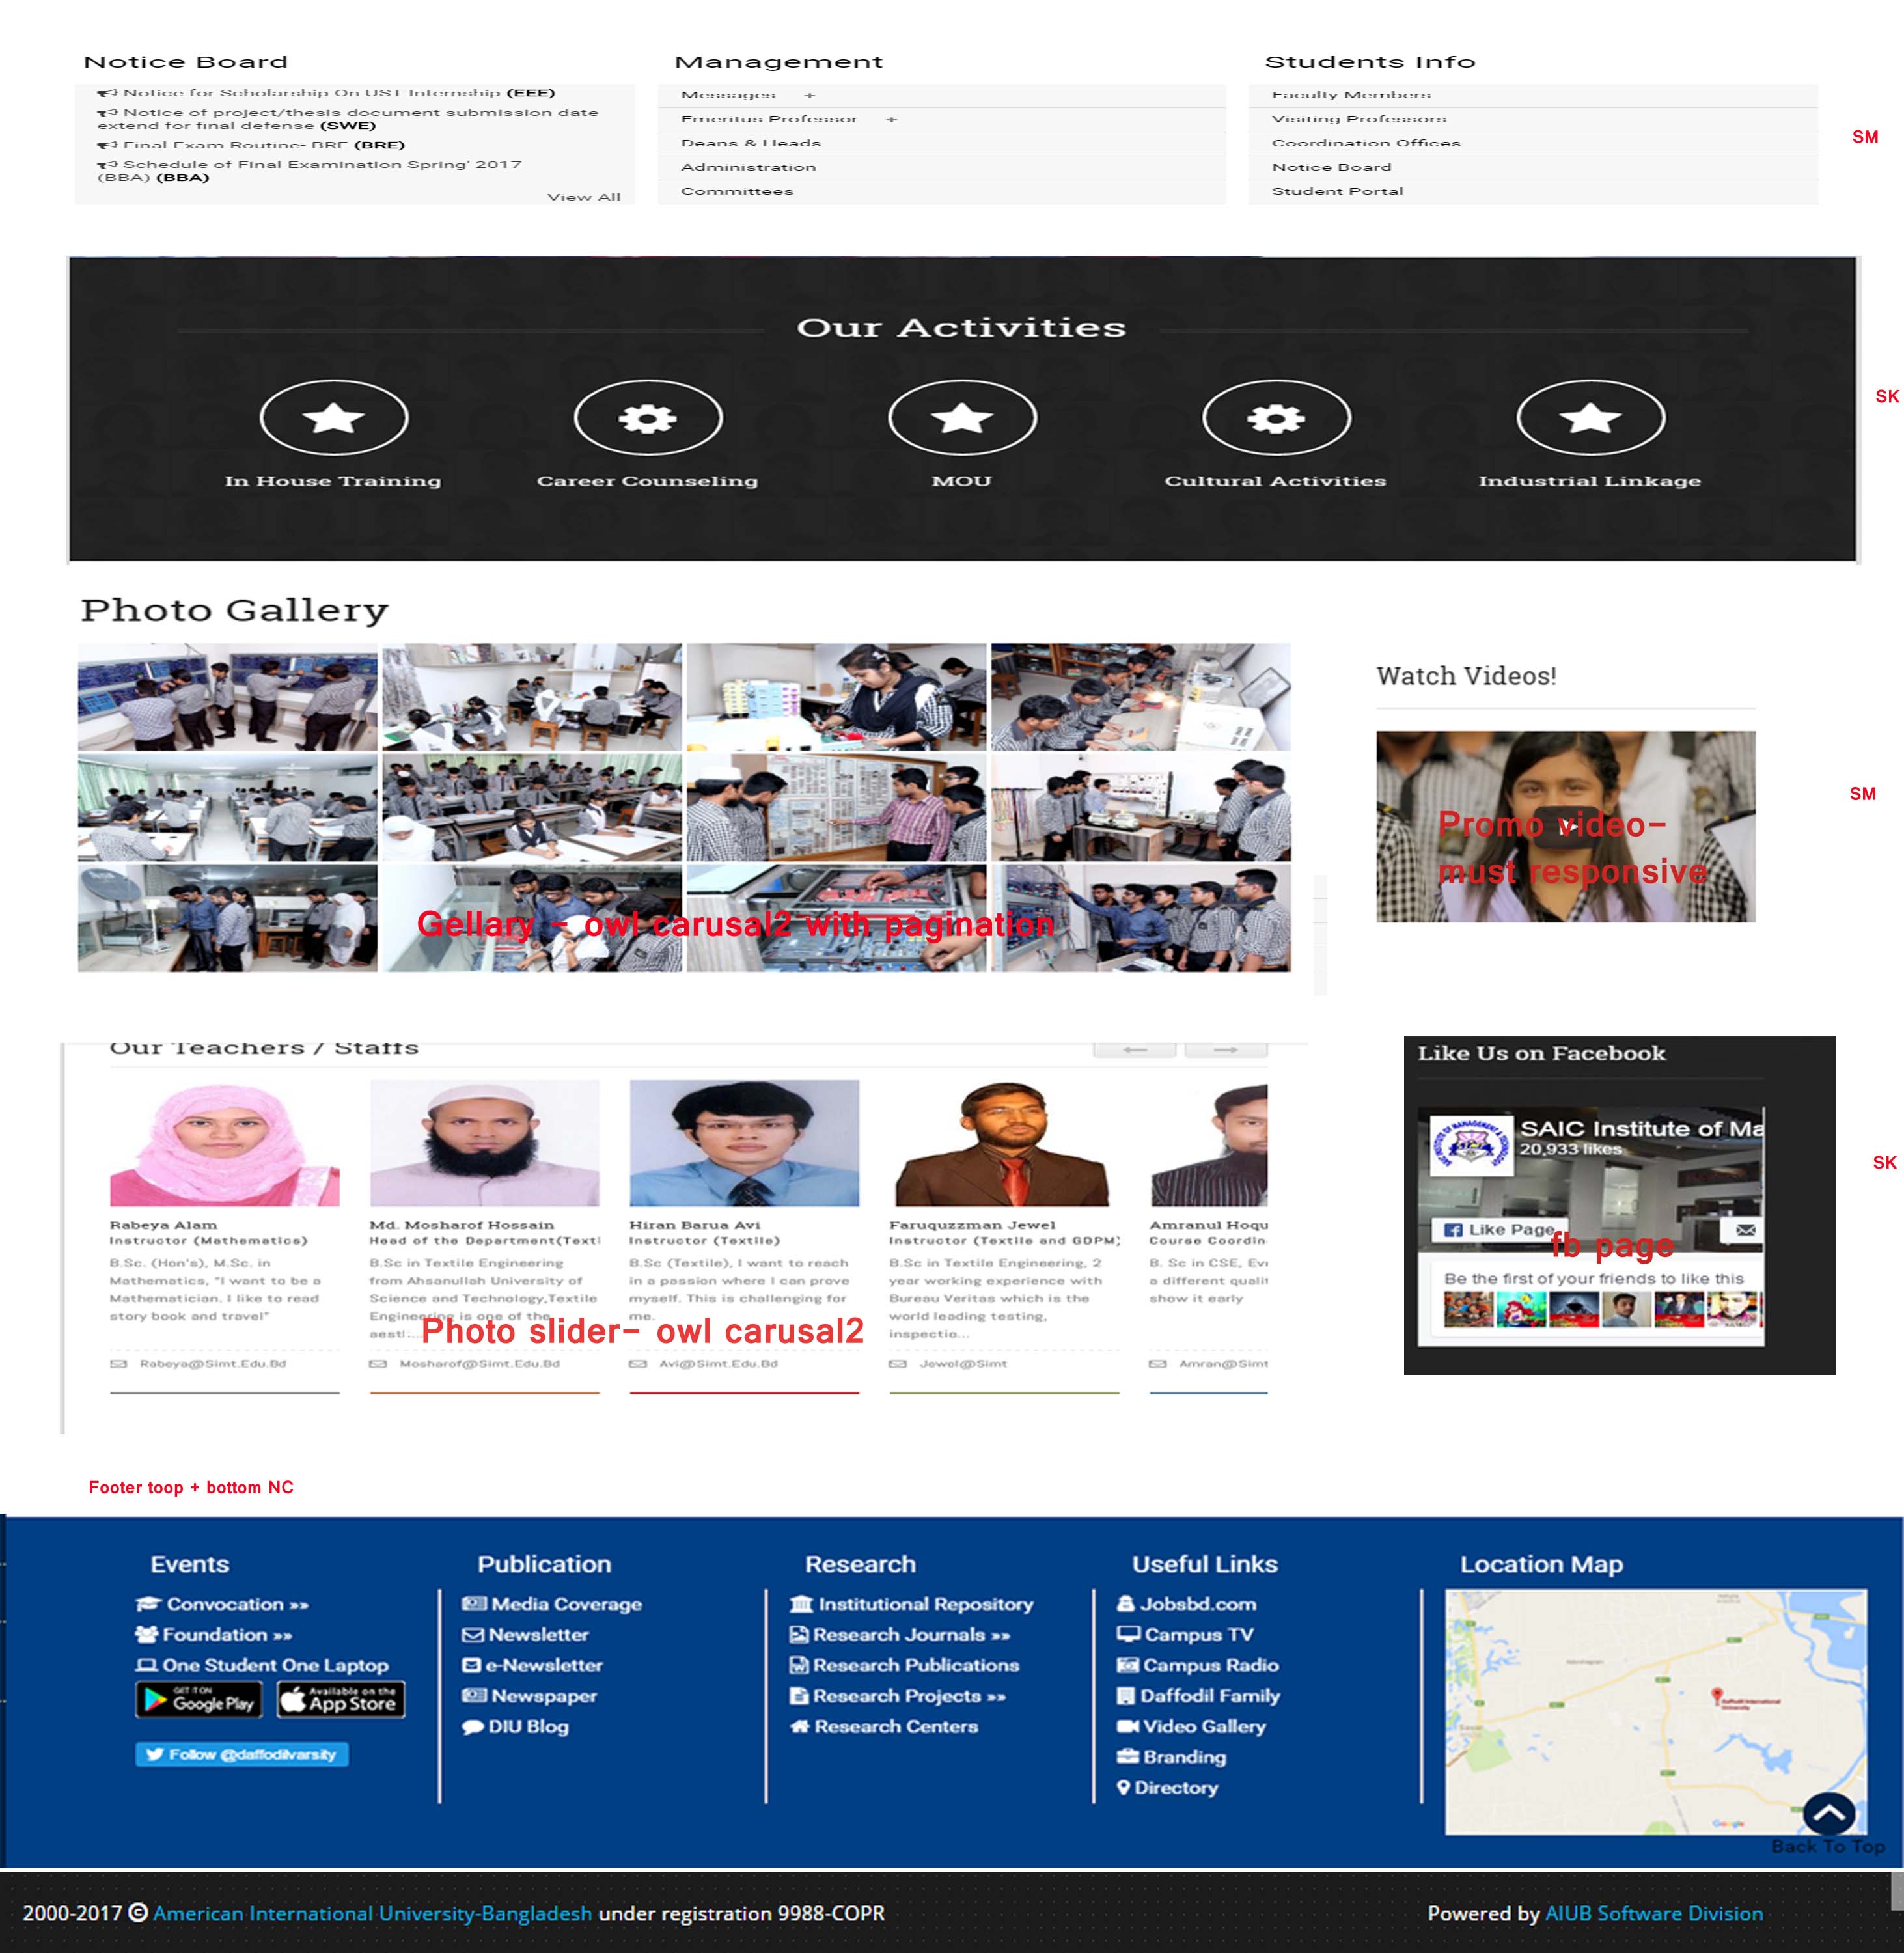 Notice Board
Notice for Scholarship On UST Internship (EEE)
Notice of project/thesis document submission date
extend for final defense (SWE)
Final Exam Routine- BRE (BRE)
Schedule of Final Examination Spring' 2017
(BBA) (BBA)
View All
Management
Messages +
Emeritus Professor +
Deans & Heads
Administration
Committees
Students Info
Faculty Members
Visiting Professors
Coordination Offices
Notice Board
Student Portal
SM
Our Activities
In House Training
Career Counseling
MOU
Cultural Activities
Industrial Linkage
SK
Photo Gallery
Gellary - owl carusal2 with pagination
Watch Videos!
Promo video-
must responsive
SM
Our Teachers / Staffs
Rabeya Alam
Instructor (Mathematics)
B.Sc. (Hon's), M.Sc. in
Mathematics, "I want to be a
Mathematician. I like to read
story book and travel"
Rabeya@Simt.Edu.Bd
Md. Mosharof Hossain
Head of the Department(Texti
B.Sc in Textile Engineering
from Ahsanullah University of
Science and Technology,Textile
Engineering is one of the
aesti...
Mosharof@Simt.Edu.Bd
Hiran Barua Avi
Instructor (Textile)
B.Sc (Textile), I want to reach
in a passion where I can prove
myself. This is challenging for
me.
Avi@Simt.Edu.Bd
Faruquzzman Jewel
Instructor (Textile and GDPM)
B.Sc in Textile Engineering, 2
year working experience with
Bureau Veritas which is the
world leading testing,
inspectio...
Jewel@Simt
Amranul Hoqu
Course Coordin
B. Sc in CSE, Ev
a different qualit
show it early
Amran@Simt
Photo slider- owl carusal2
Like Us on Facebook
SAIC Institute of Ma
20,933 likes
Like Page
fb page
Be the first of your friends to like this
SK
Footer toop + bottom NC
Events
Convocation »»
Foundation »»
One Student One Laptop
GET IT ON
Google Play
Available on the
App Store
Follow @daffodilvarsity
Publication
Media Coverage
Newsletter
e-Newsletter
Newspaper
DIU Blog
Research
Institutional Repository
Research Journals »»
Research Publications
Research Projects »»
Research Centers
Useful Links
Jobsbd.com
Campus TV
Campus Radio
Daffodil Family
Video Gallery
Branding
Directory
Location Map
Daffodil International
University
Google
Back To Top
2000-2017 © American International University-Bangladesh under registration 9988-COPR
Powered by AIUB Software Division